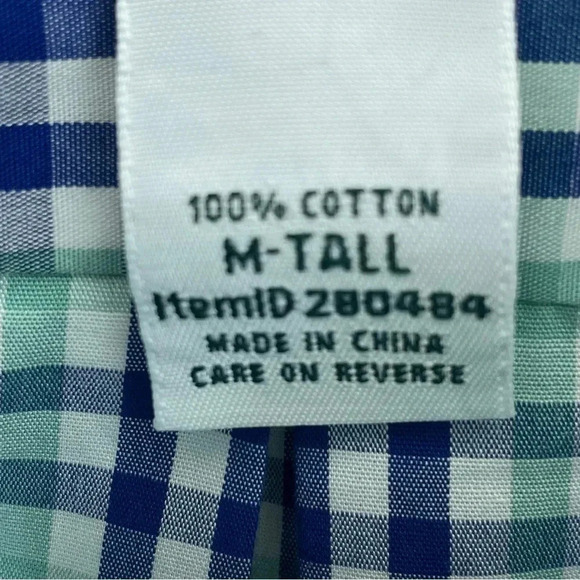 100% COTTON
M-TALL
ItemID 280484
MADE IN CHINA
CARE ON REVERSE